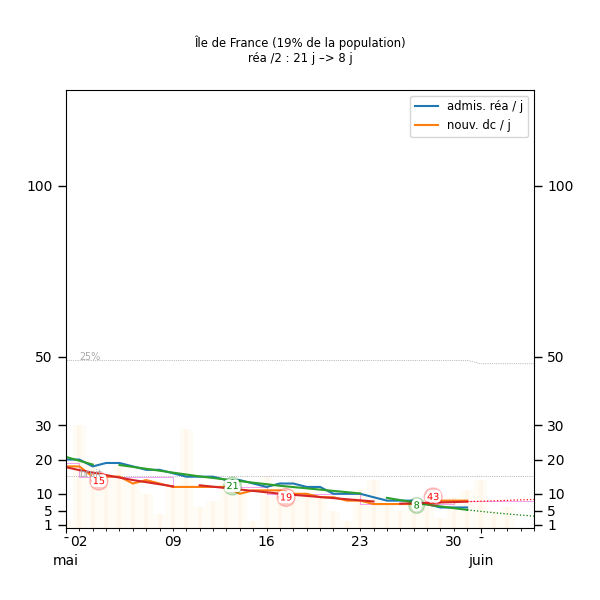 Île de France (19% de la population)
réa /2 : 21 j –> 8 j
admis. réa / j
nouv. dc / j
100 100
50 50
25%
30 30
20 20
15
21
19
43
8
10 10
5 5
1 1
02 09 16 23 30 -
mai juin